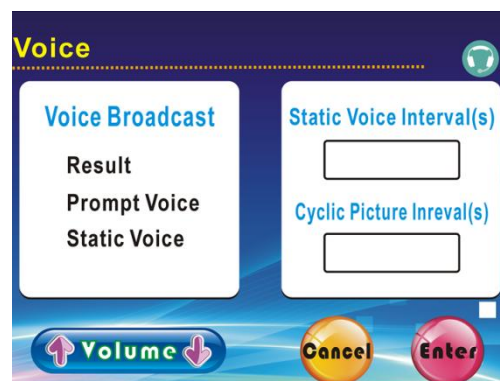 Voice
Voice Broadcast
Result
Prompt Voice
Static Voice
Static Voice Interval(s)
Cyclic Picture Inreval(s)
Volume
Cancel
Enter